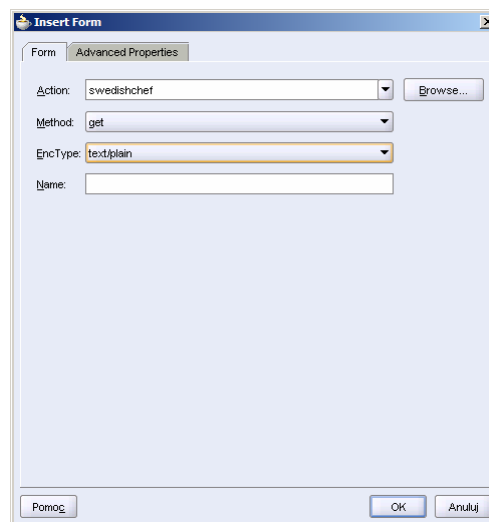 Insert Form
Form Advanced Properties
Action: swedishchef Browse...
Method: get
EncType: text/plain
Name:
Pomoc OK Anuluj